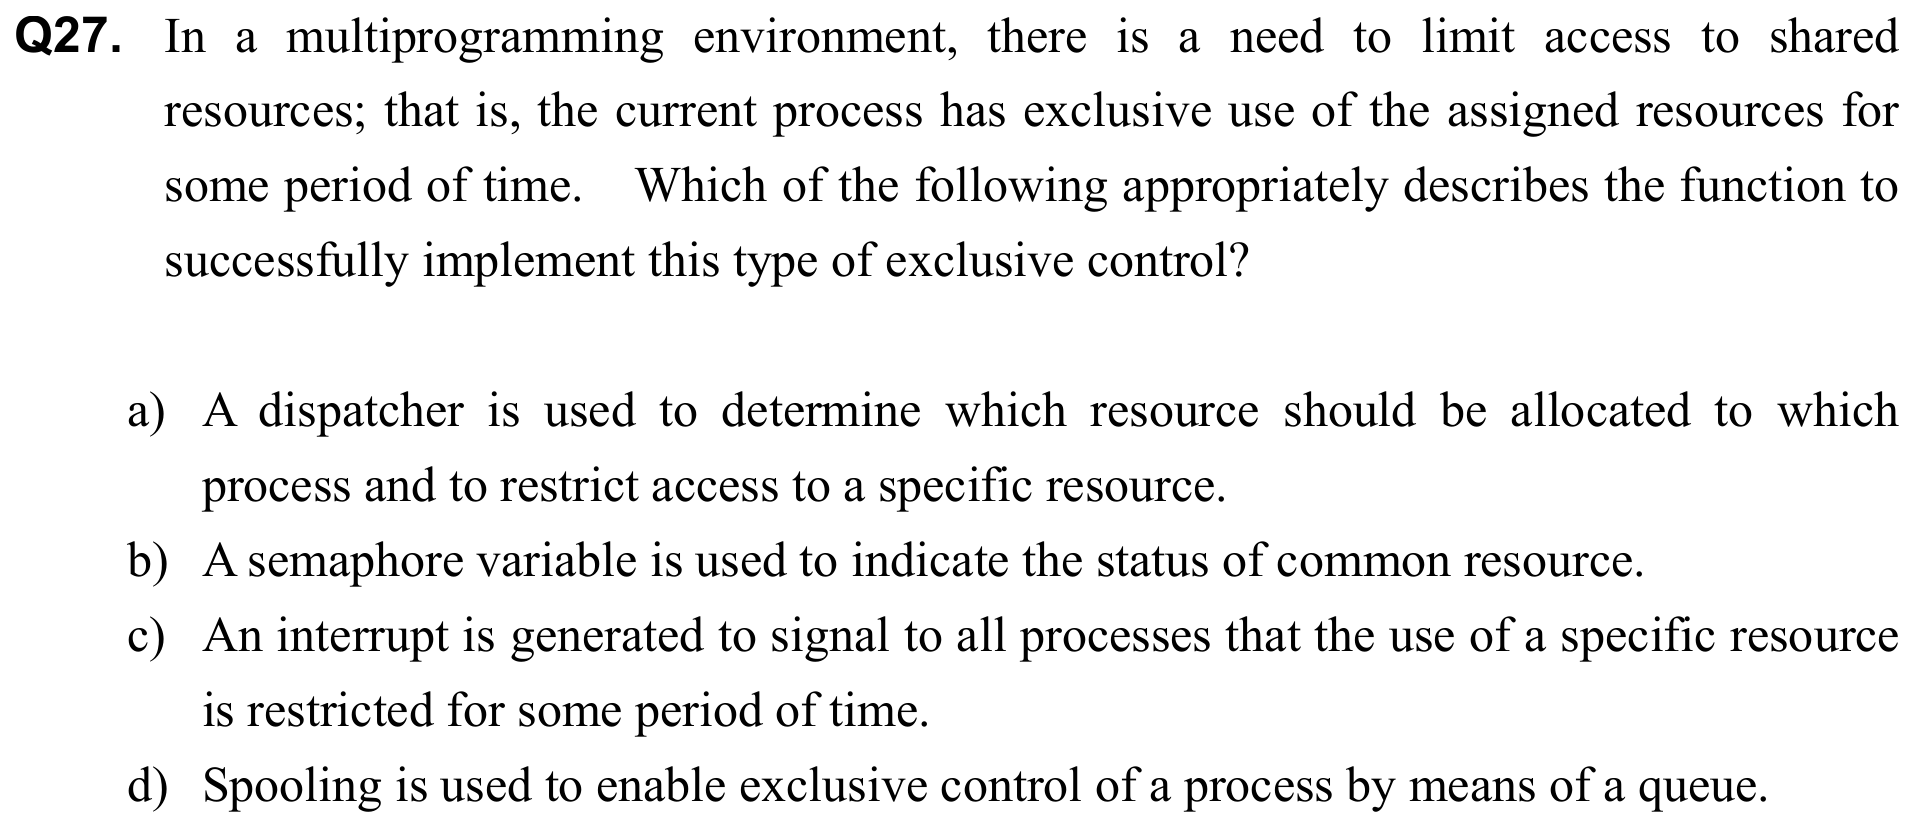 Q27. In a multiprogramming environment, there is a need to limit access to shared
resources; that is, the current process has exclusive use of the assigned resources for
some period of time. Which of the following appropriately describes the function to
successfully implement this type of exclusive control?
a) A dispatcher is used to determine which resource should be allocated to which
process and to restrict access to a specific resource.
b) A semaphore variable is used to indicate the status of common resource.
c) An interrupt is generated to signal to all processes that the use of a specific resource
is restricted for some period of time.
d) Spooling is used to enable exclusive control of a process by means of a queue.